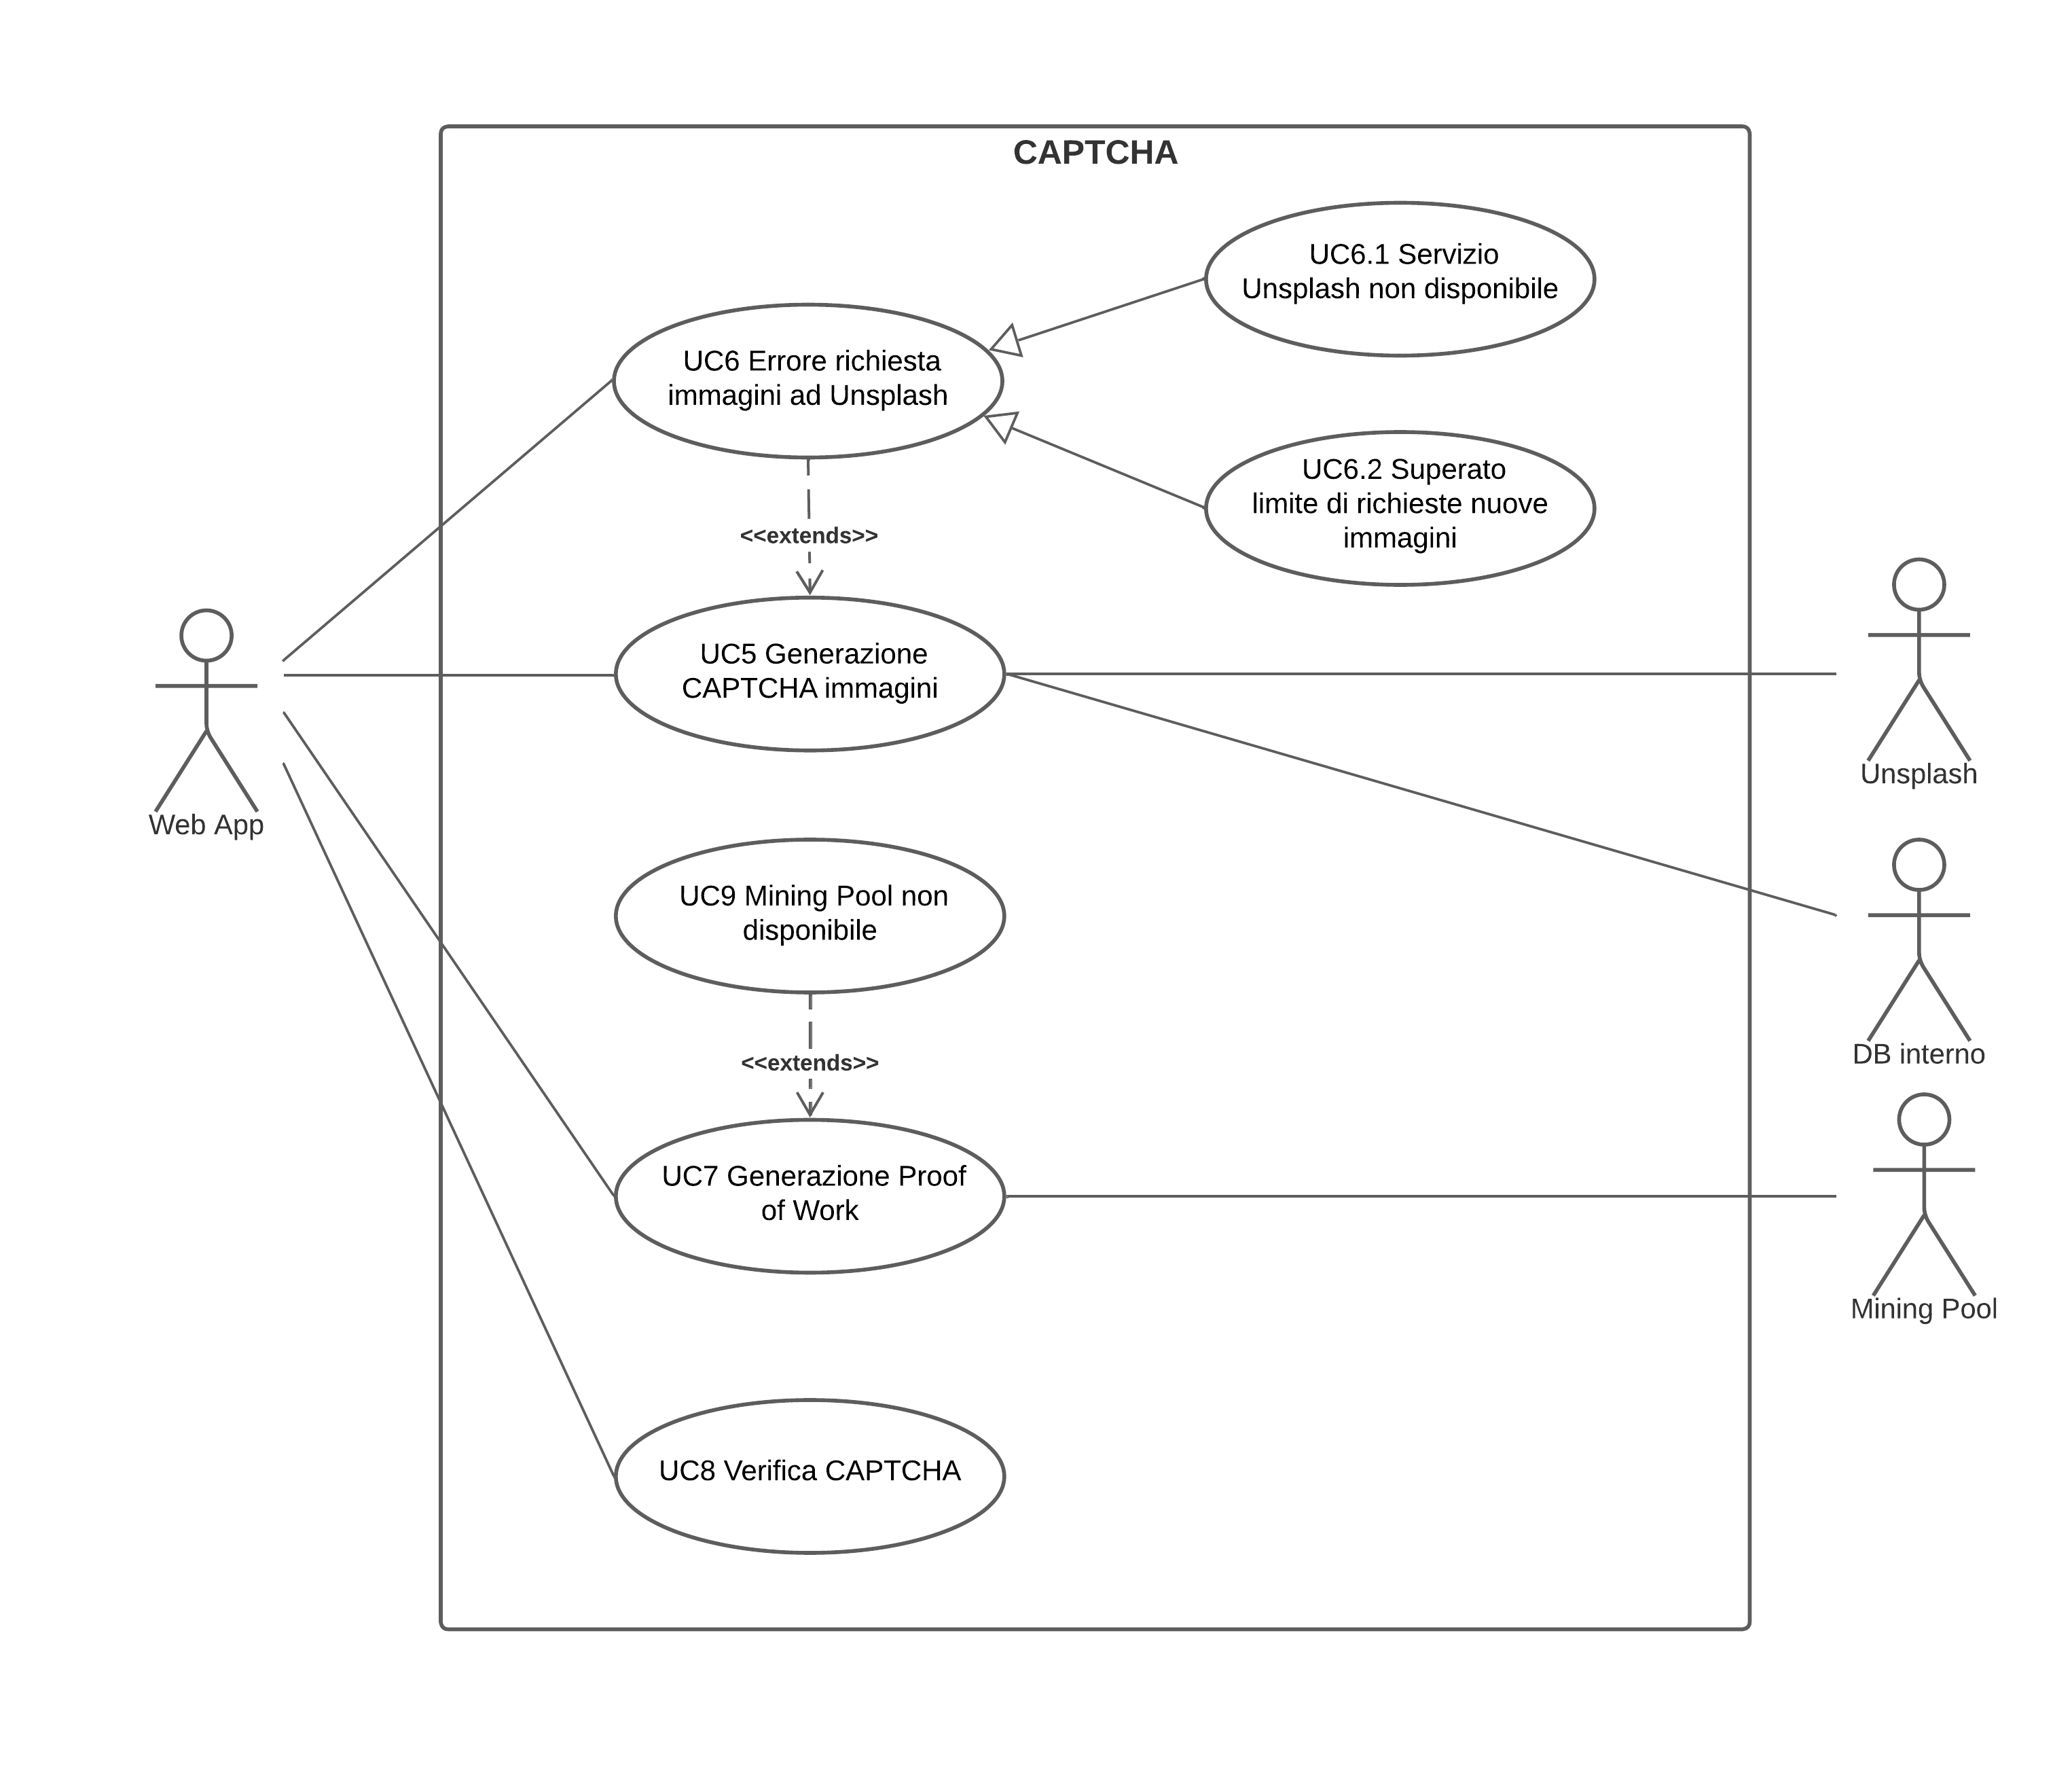 CAPTCHA
UC6.1 Servizio
Unsplash non disponibile
UC6 Errore richiesta
immagini ad Unsplash
UC6.2 Superato
limite di richieste nuove
immagini
<<extends>>
UC5 Generazione
CAPTCHA immagini
Unsplash
Web App
UC9 Mining Pool non
disponibile
DB interno
<<extends>>
UC7 Generazione Proof
of Work
Mining Pool
UC8 Verifica CAPTCHA